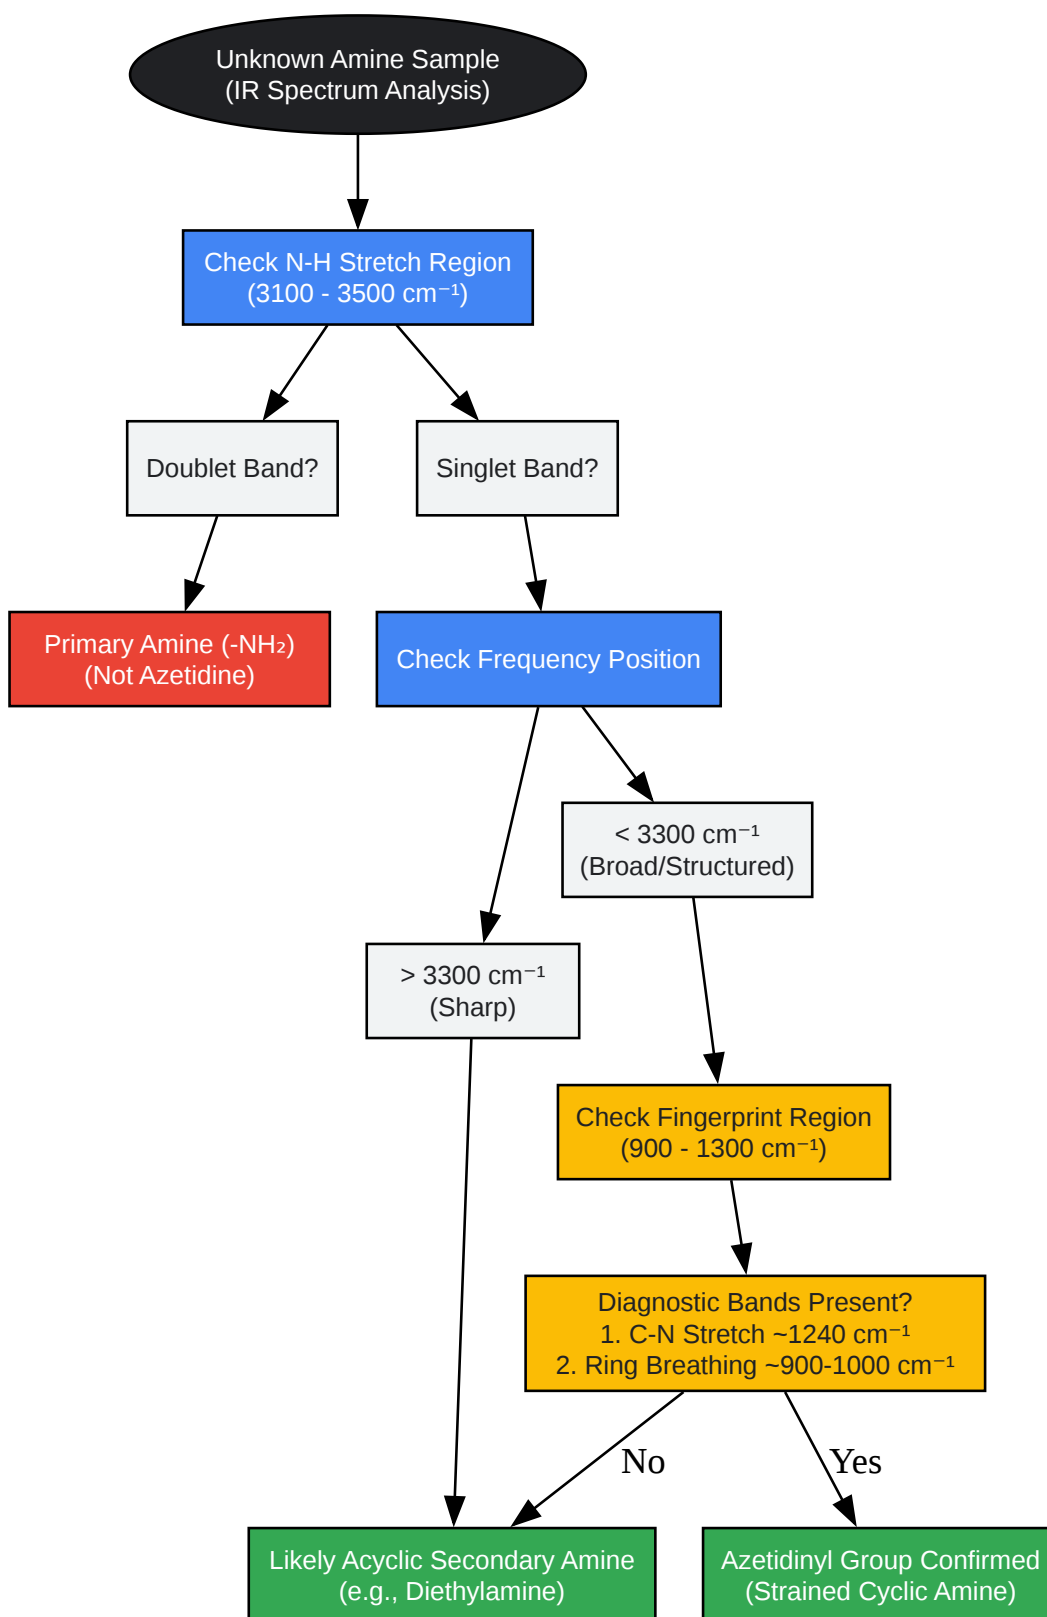 Unknown Amine Sample
(IR Spectrum Analysis)
Check N-H Stretch Region
(3100 - 3500 cm⁻¹)
Doublet Band?
Singlet Band?
Primary Amine (-NH₂)
(Not Azetidine)
Check Frequency Position
< 3300 cm⁻¹
(Broad/Structured)
> 3300 cm⁻¹
(Sharp)
Check Fingerprint Region
(900 - 1300 cm⁻¹)
Diagnostic Bands Present?
1. C-N Stretch ~1240 cm⁻¹
2. Ring Breathing ~900-1000 cm⁻¹
No
Yes
Likely Acyclic Secondary Amine
(e.g., Diethylamine)
Azetidinyl Group Confirmed
(Strained Cyclic Amine)